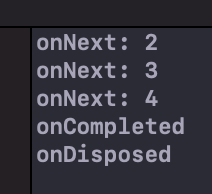 onNext: 2
onNext: 3
onNext: 4
onCompleted
onDisposed